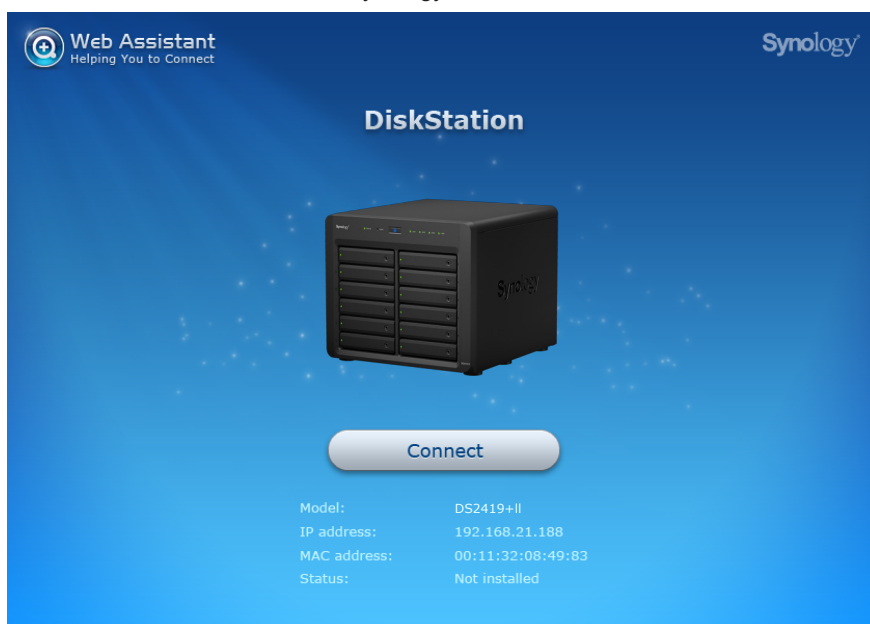 Web Assistant
Helping You to Connect
Synology
DiskStation
Synology
Connect
Model: DS2419+II
IP address: 192.168.21.188
MAC address: 00:11:32:08:49:83
Status: Not installed